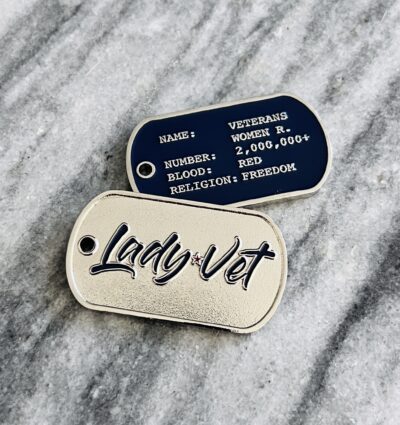 NAME: VETERANS
WOMEN R.
NUMBER: 2,000,000+
BLOOD: RED
RELIGION: FREEDOM
Lady Vet